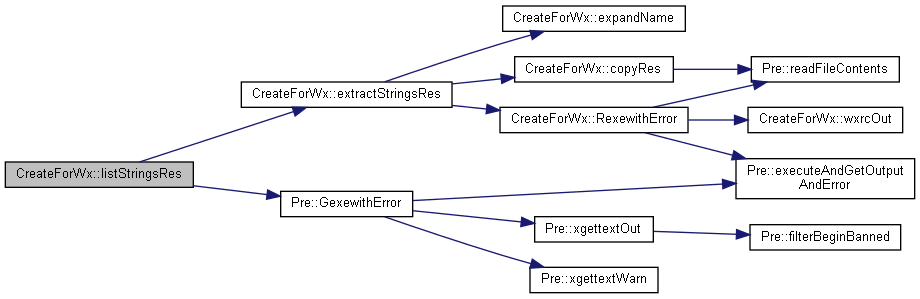 CreateForWx::expandName
CreateForWx::copyRes
Pre::readFileContents
CreateForWx::extractStringsRes
CreateForWx::RexewithError
CreateForWx::wxrcOut
CreateForWx::listStringsRes
Pre::executeAndGetOutput
AndError
Pre::GexewithError
Pre::xgettextOut
Pre::filterBeginBanned
Pre::xgettextWarn